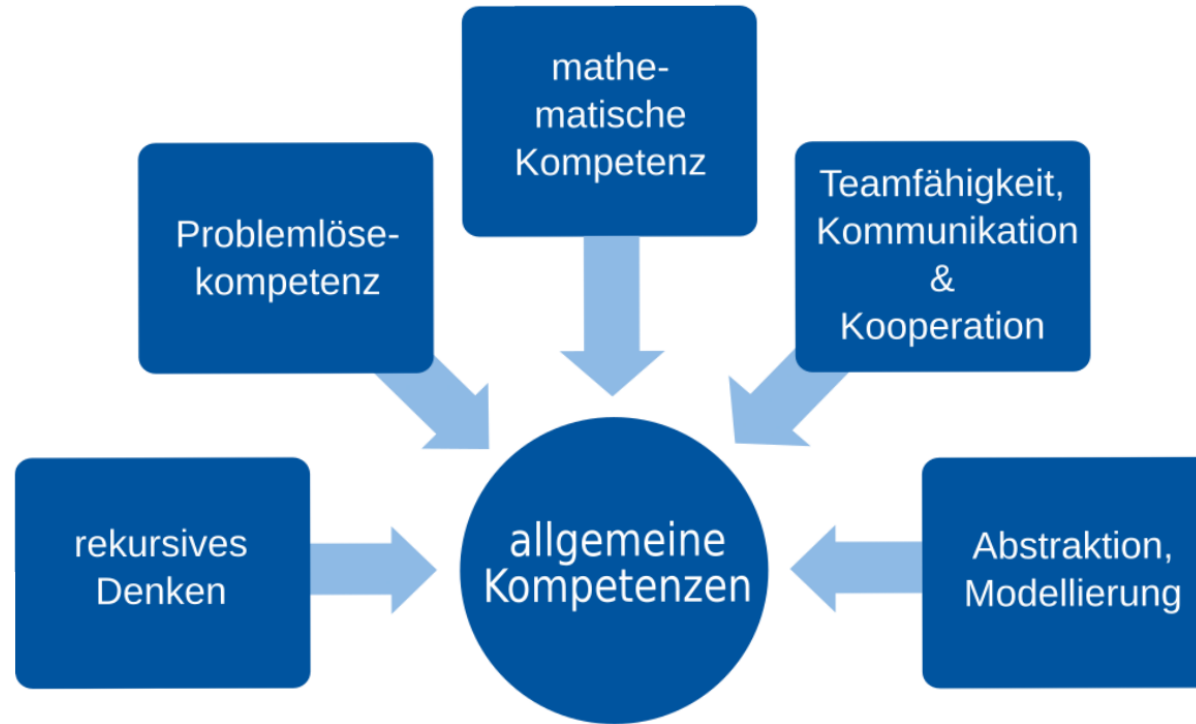 mathe-
matische
Kompetenz
Problemlöse-
kompetenz
Teamfähigkeit,
Kommunikation
&
Kooperation
rekursives
Denken
allgemeine
Kompetenzen
Abstraktion,
Modellierung